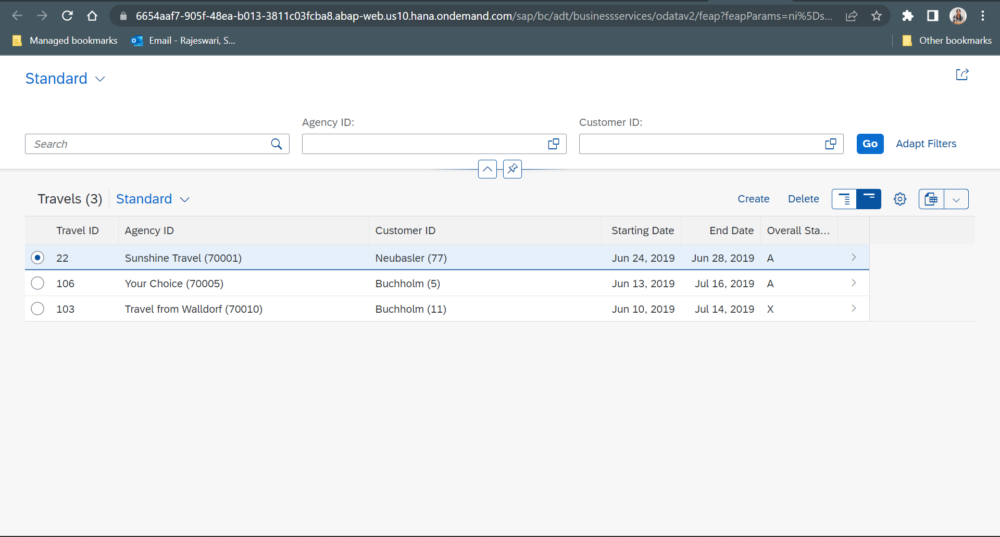 6654aaf7-905f-48ea-b013-3811c03fcba8.abap-web.us10.hana.ondemand.com/sap/bc/adt/businessservices/odatav2/feap?feapParams=ni%5Ds...
Managed bookmarks Email - Rajeswari, S... Other bookmarks
Standard
Agency ID: Customer ID:
Search Go Adapt Filters
Travels (3) Standard Create Delete
Travel ID Agency ID Customer ID Starting Date End Date Overall Sta...
22 Sunshine Travel (70001) Neubasler (77) Jun 24, 2019 Jun 28, 2019 A
106 Your Choice (70005) Buchholm (5) Jun 13, 2019 Jul 16, 2019 A
103 Travel from Walldorf (70010) Buchholm (11) Jun 10, 2019 Jul 14, 2019 X